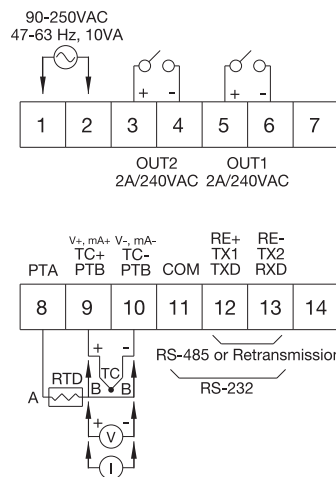 90-250VAC
47-63 Hz, 10VA
+ - + -
1 2 3 4 5 6 7
OUT2 OUT1
2A/240VAC 2A/240VAC
V+, mA+ V-, mA- RE+ RE-
TC+ TC- TX1 TX2
PTA PTB PTB COM TXD RXD
8 9 10 11 12 13 14
+ -
TC
RS-485 or Retransmission
RTD
A B B
RS-232
+ V -
I